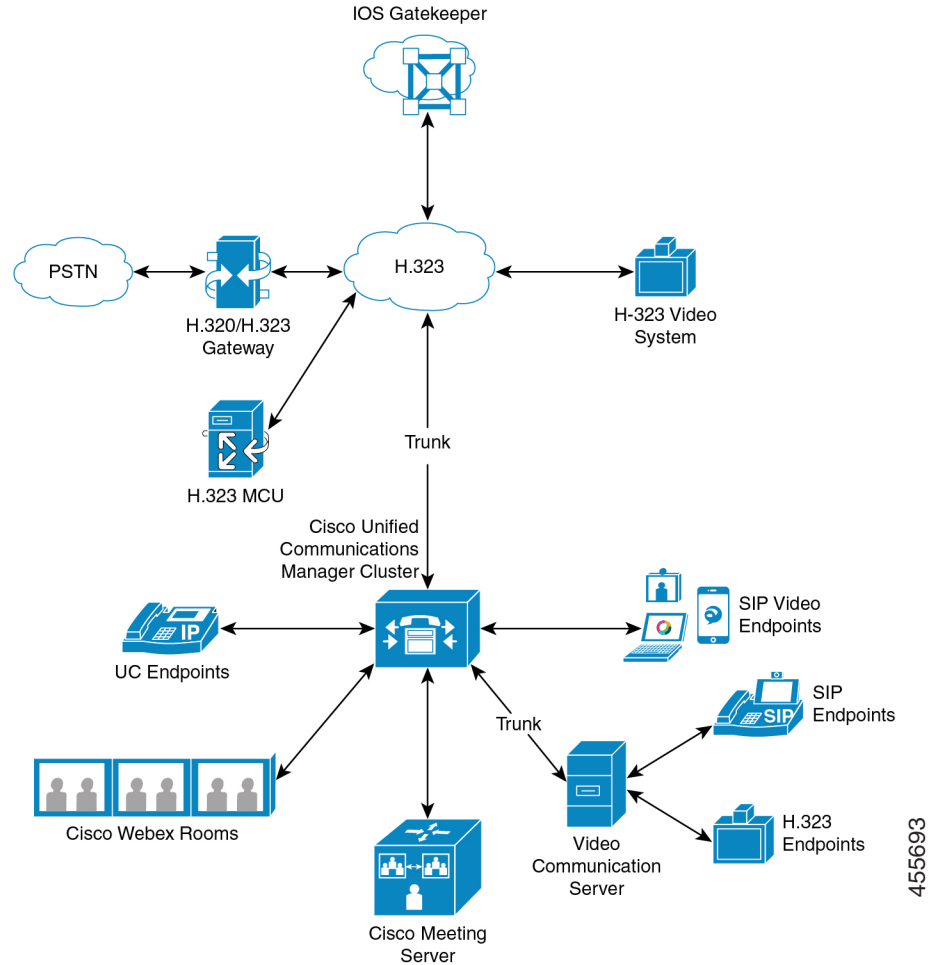 IOS Gatekeeper
PSTN
H.323
H.320/H.323
Gateway
H-323 Video
System
Trunk
H.323 MCU
Cisco Unified
Communications
Manager Cluster
IP
UC Endpoints
SIP Video
Endpoints
Trunk
SIP
SIP
Endpoints
Cisco Webex Rooms
Video
Communication
Server
H.323
Endpoints
Cisco Meeting
Server
455693